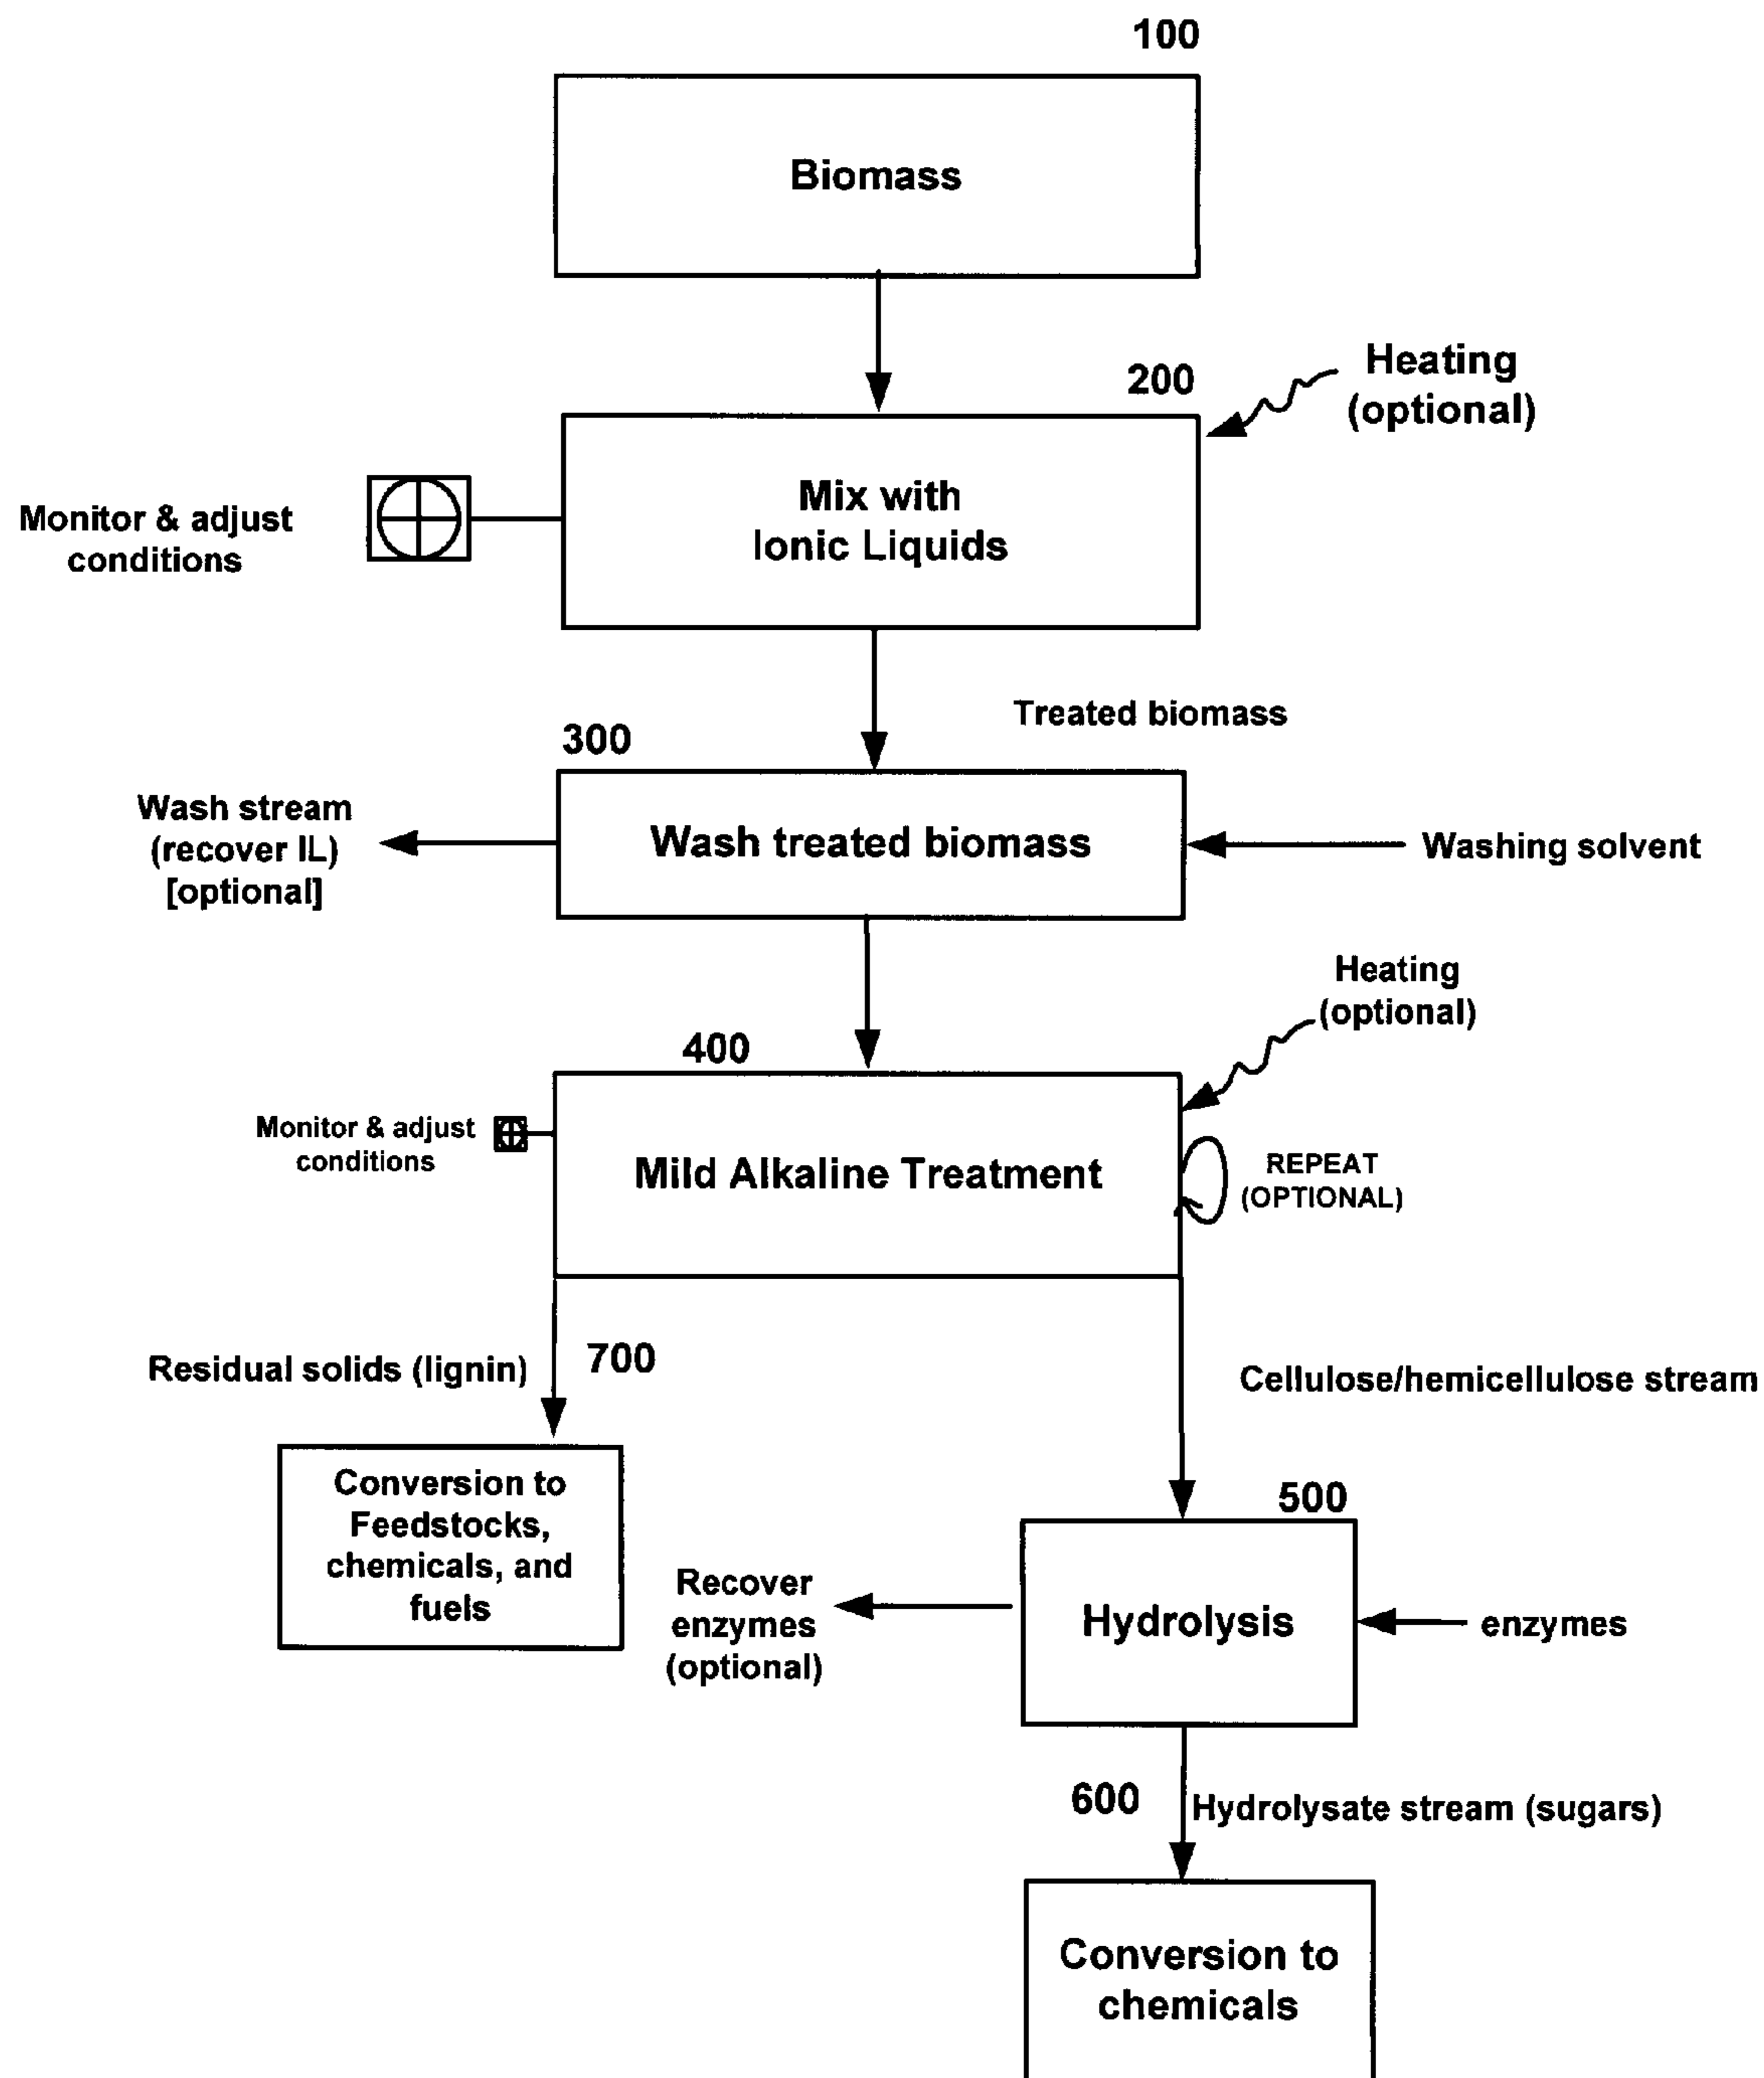 100
Biomass
200
Heating
(optional)
Mix with
Ionic Liquids
Monitor & adjust
conditions
Treated biomass
300
Wash stream
(recover IL)
[optional]
Wash treated biomass
Washing solvent
Heating
(optional)
400
Monitor & adjust
conditions
Mild Alkaline Treatment
REPEAT
(OPTIONAL)
Residual solids (lignin)
700
Cellulose/hemicellulose stream
Conversion to
Feedstocks,
chemicals, and
fuels
500
Recover
enzymes
(optional)
Hydrolysis
enzymes
600
Hydrolysate stream (sugars)
Conversion to
chemicals